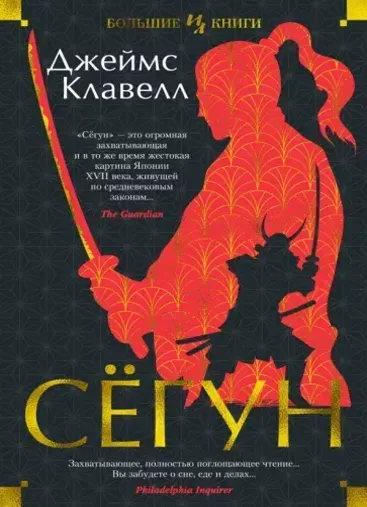 БОЛЬШИЕ ИЛ КНИГИ
Джеймс
Клавелл
«Сёгун» — это огромная
захватывающая
и в то же время жестокая
картина Японии
XVII века, живущей
по средневековым
законам...
The Guardian
СЁГУН
Захватывающее, полностью поглощающее чтение...
Вы забудете о сне, еде и делах...
Philadelphia Inquirer